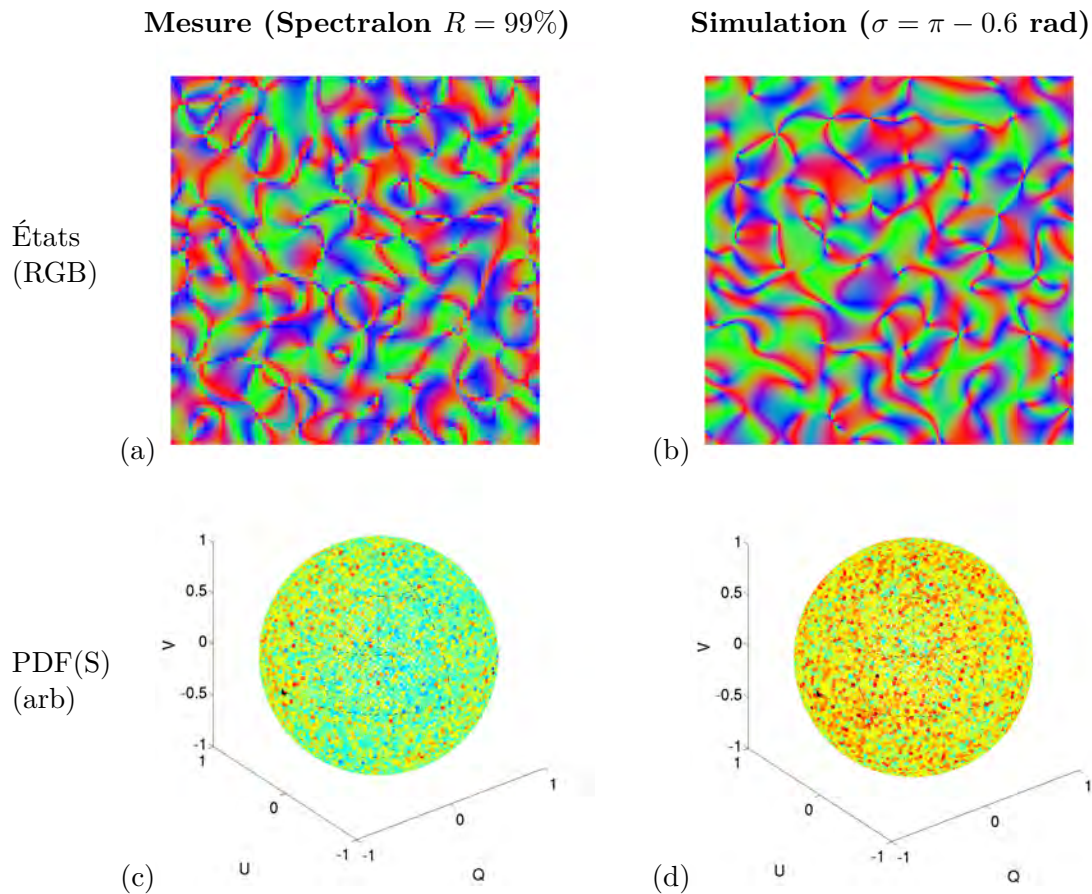 Mesure (Spectralon R = 99%) Simulation (σ = π − 0.6 rad)
États
(RGB)
(a) (b)
PDF(S)
(arb)
1
0.5
0
-0.5
-1
V
1
0
-1
U
-1
0
1
Q
(c)
1
0.5
0
-0.5
-1
V
1
0
-1
U
-1
0
1
Q
(d)